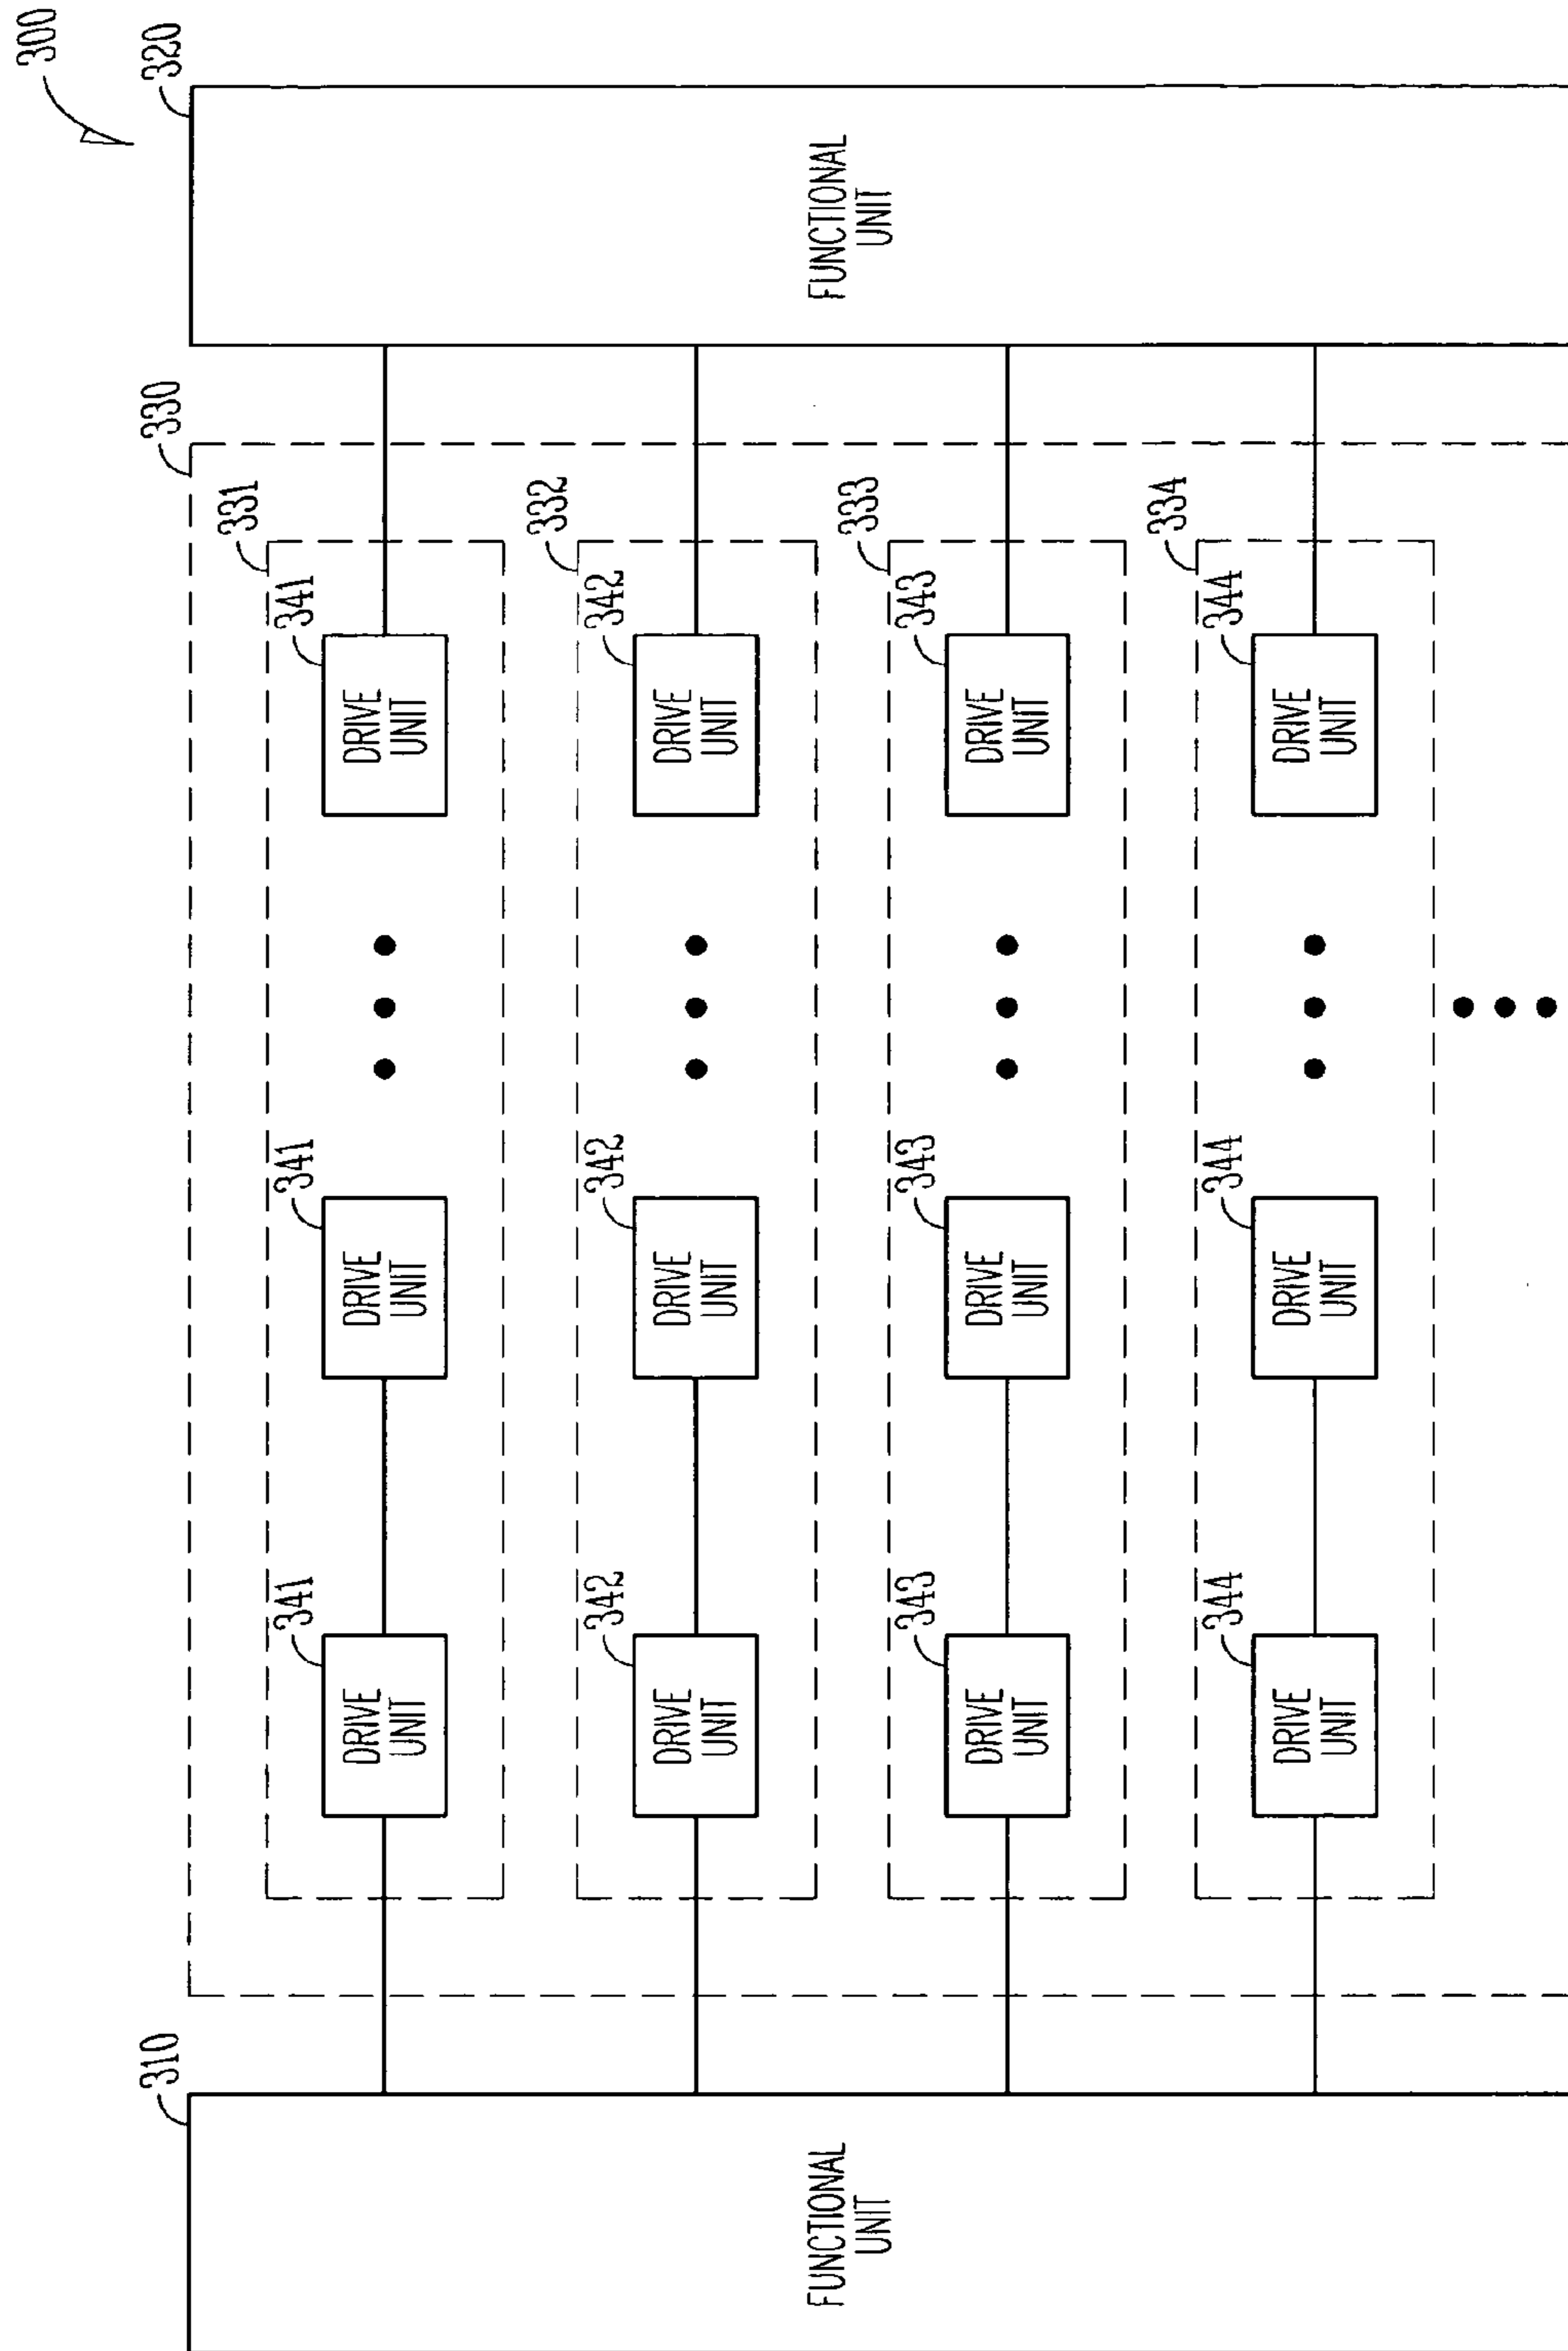 300
310
330
320
331
341
341
341
DRIVE
UNIT
DRIVE
UNIT
DRIVE
UNIT
332
342
342
342
DRIVE
UNIT
DRIVE
UNIT
DRIVE
UNIT
FUNCTIONAL
UNIT
FUNCTIONAL
UNIT
333
343
343
343
DRIVE
UNIT
DRIVE
UNIT
DRIVE
UNIT
334
344
344
344
DRIVE
UNIT
DRIVE
UNIT
DRIVE
UNIT